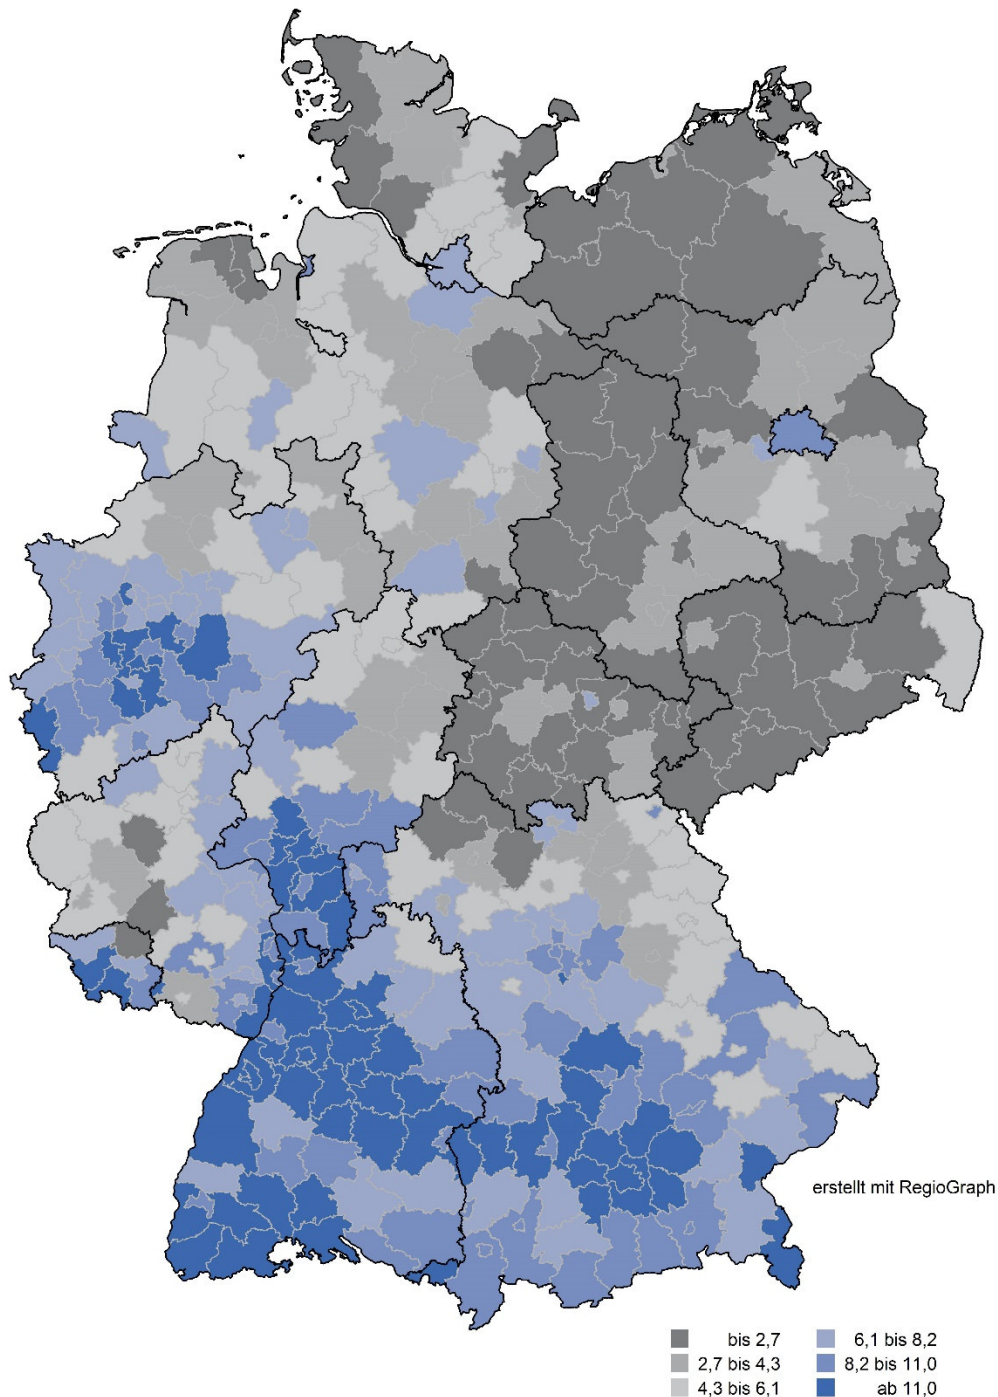 erstellt mit RegioGraph
bis 2,7
2,7 bis 4,3
4,3 bis 6,1
6,1 bis 8,2
8,2 bis 11,0
ab 11,0